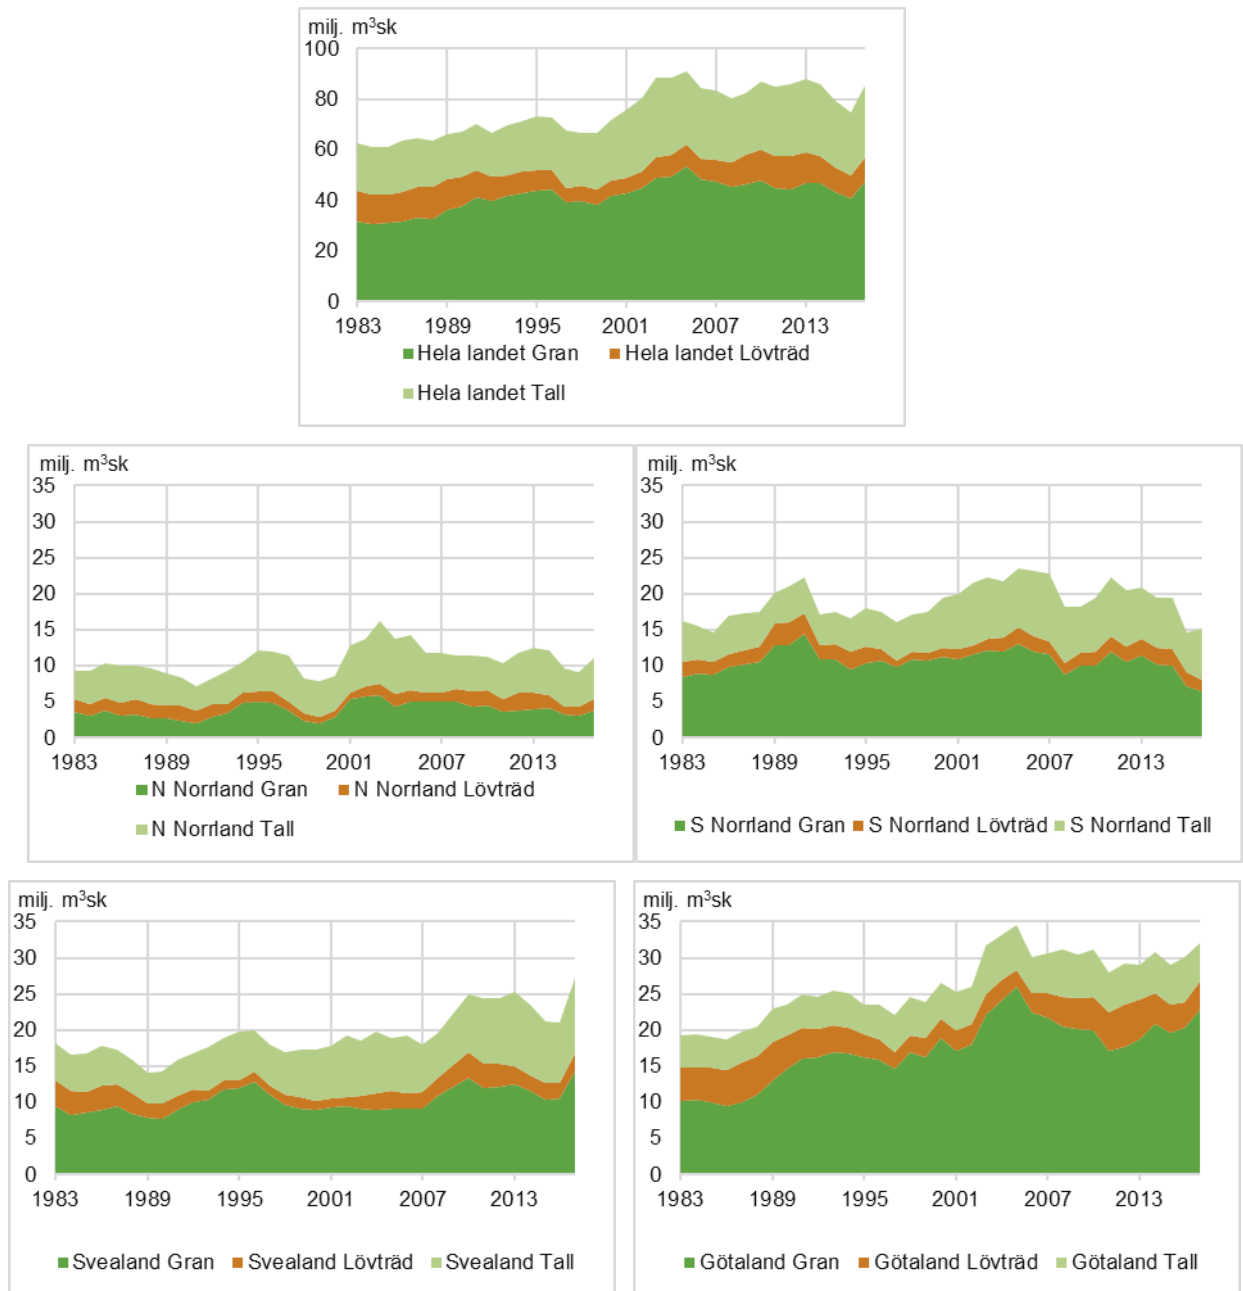 milj. m³sk
100
80
60
40
20
0
1983 1989 1995 2001 2007 2013
Hela landet Gran Hela landet Lövträd
Hela landet Tall
milj. m³sk
35
30
25
20
15
10
5
0
1983 1989 1995 2001 2007 2013
N Norrland Gran N Norrland Lövträd
N Norrland Tall
milj. m³sk
35
30
25
20
15
10
5
0
1983 1989 1995 2001 2007 2013
S Norrland Gran S Norrland Lövträd S Norrland Tall
milj. m³sk
35
30
25
20
15
10
5
0
1983 1989 1995 2001 2007 2013
Svealand Gran Svealand Lövträd Svealand Tall
milj. m³sk
35
30
25
20
15
10
5
0
1983 1989 1995 2001 2007 2013
Götaland Gran Götaland Lövträd Götaland Tall